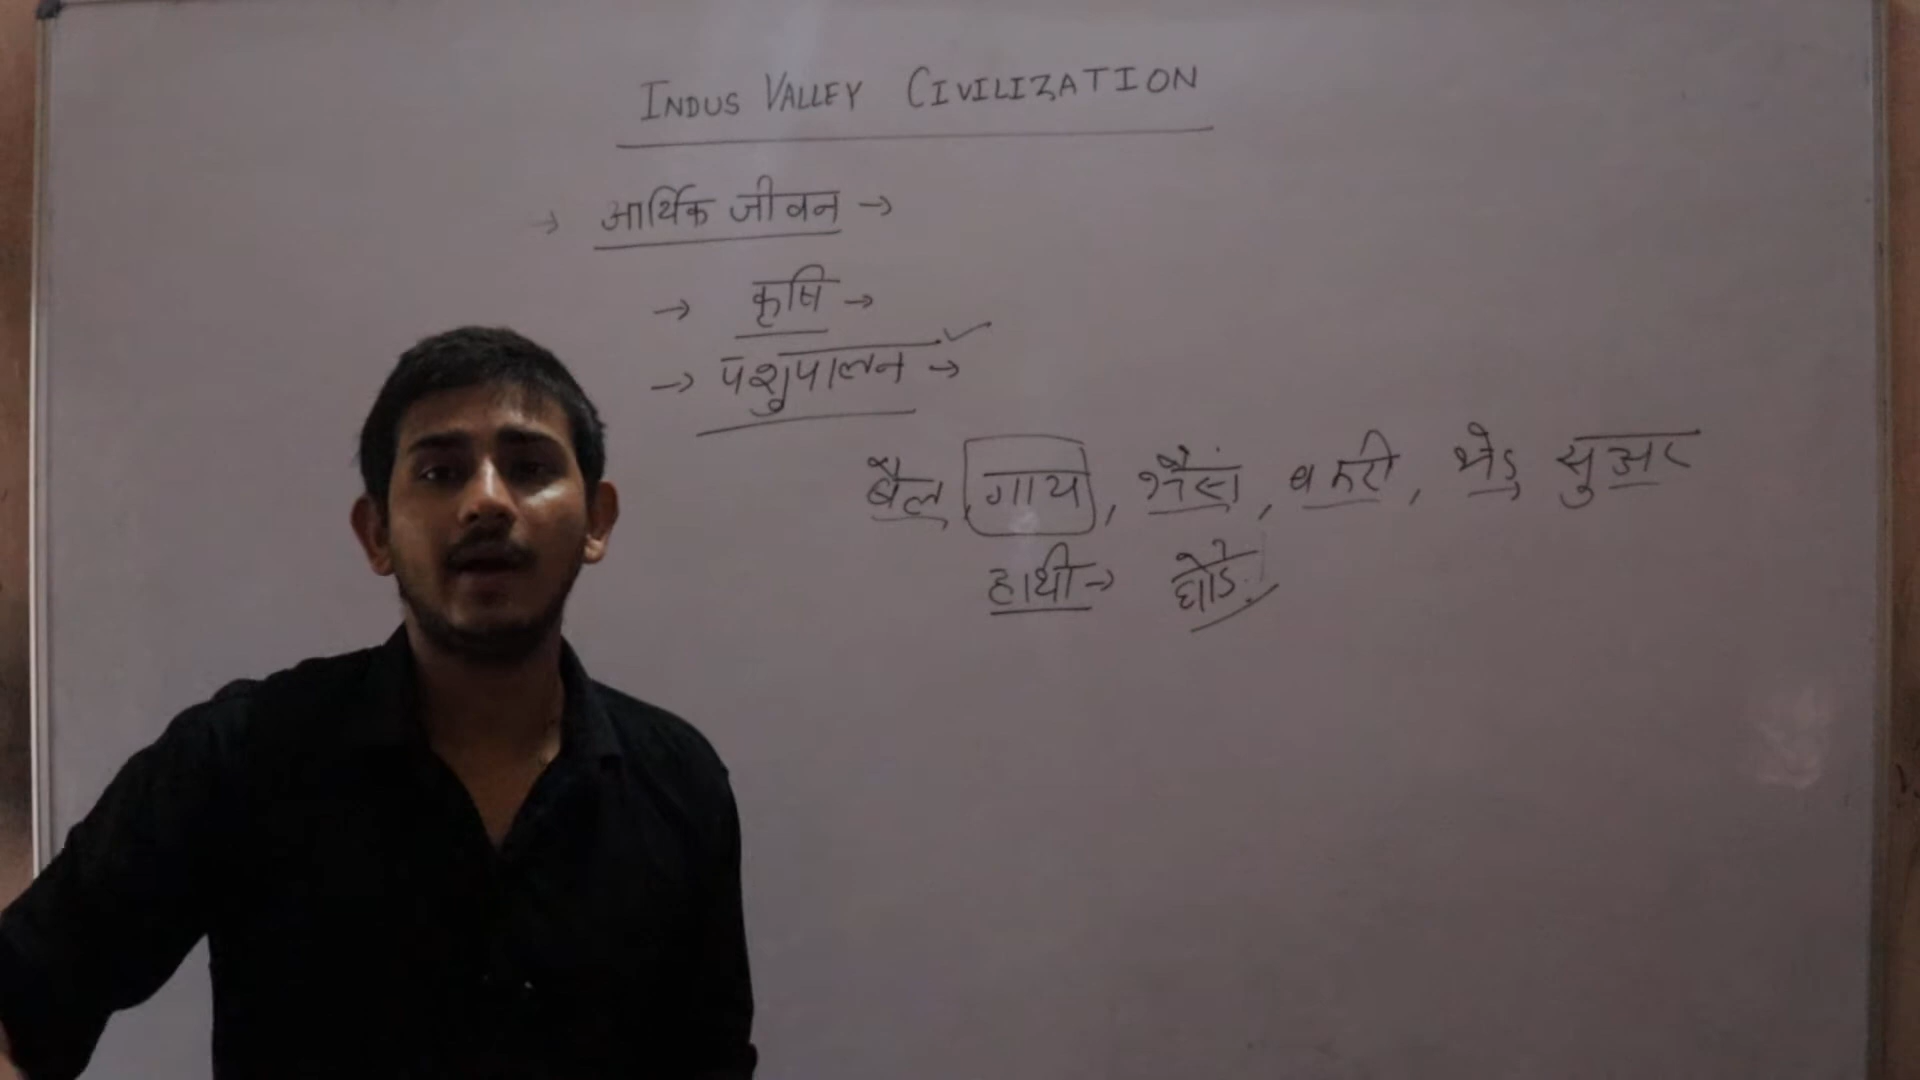 INDUS VALLEY CIVILIZATION
→ आर्थिक जीवन →
→ कृषि →
→ पशुपालन →
बैल, गाय, भैंस, बकरी, भेड़ सुअर
हाथी → घोड़े